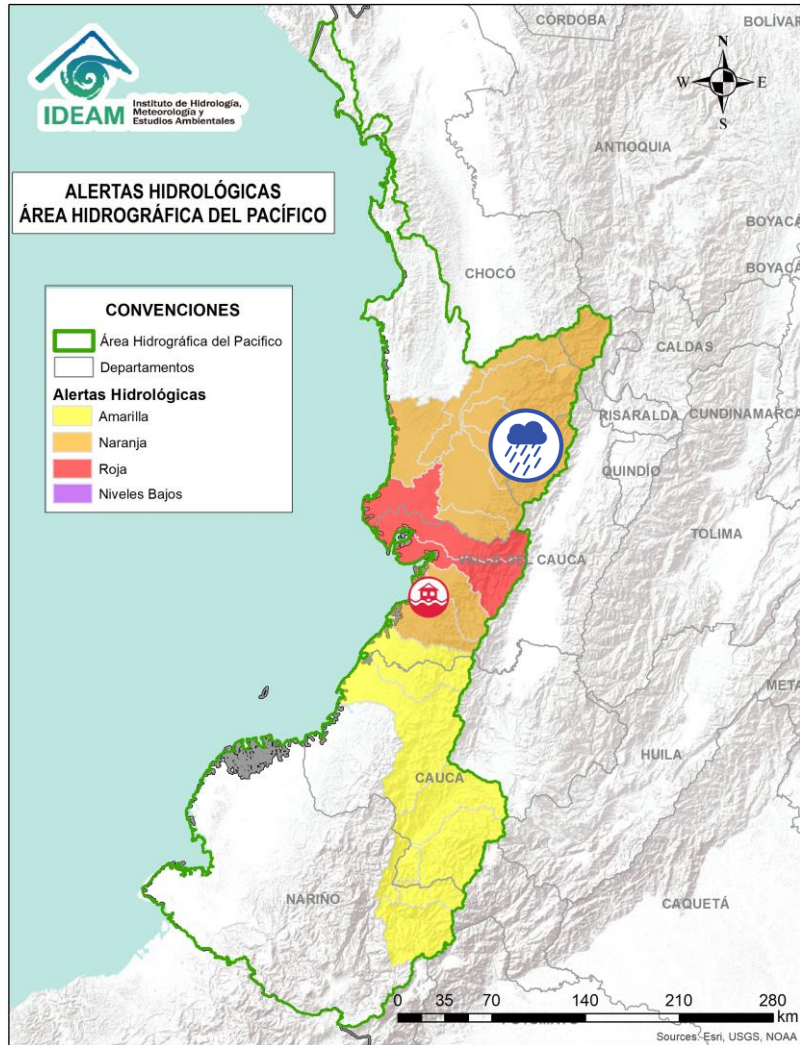 CÓRDOBA
BOLÍVAR
IDEAM
Instituto de Hidrología,
Meteorología y
Estudios Ambientales
N
W
E
S
ANTIOQUIA
ALERTAS HIDROLÓGICAS
ÁREA HIDROGRÁFICA DEL PACÍFICO
BOYACÁ
BOYACÁ
CHOCÓ
CONVENCIONES
Área Hidrográfica del Pacifico
Departamentos
Alertas Hidrológicas
Amarilla
Naranja
Roja
Niveles Bajos
CALDAS
RISARALDA
CUNDINAMARCA
QUINDÍO
TOLIMA
VALLE DEL CAUCA
META
HUILA
CAUCA
NARIÑO
CAQUETÁ
0 35 70 140 210 280
km
Sources: Esri, USGS, NOAA